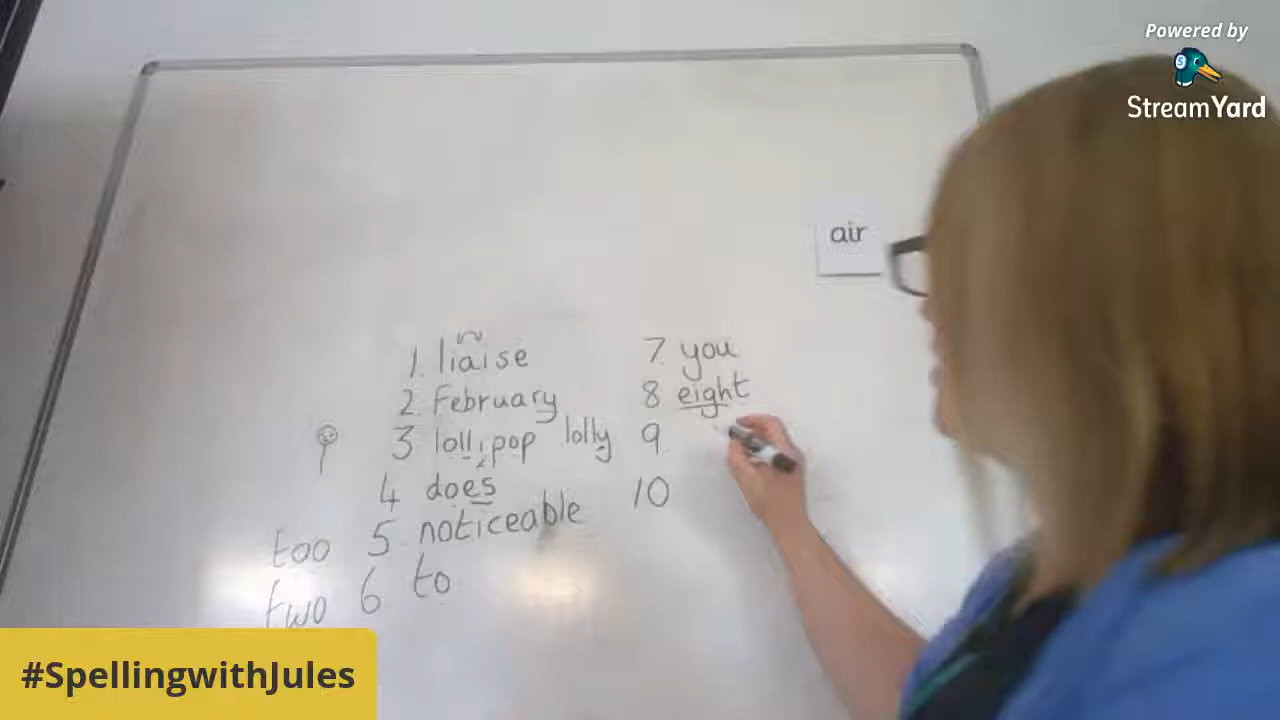 Powered by
StreamYard
air
1. liaise
2. February
3 lollipop lolly
4 does
too 5 noticeable
two 6 to
7. you
8 eight
9
10
#SpellingwithJules